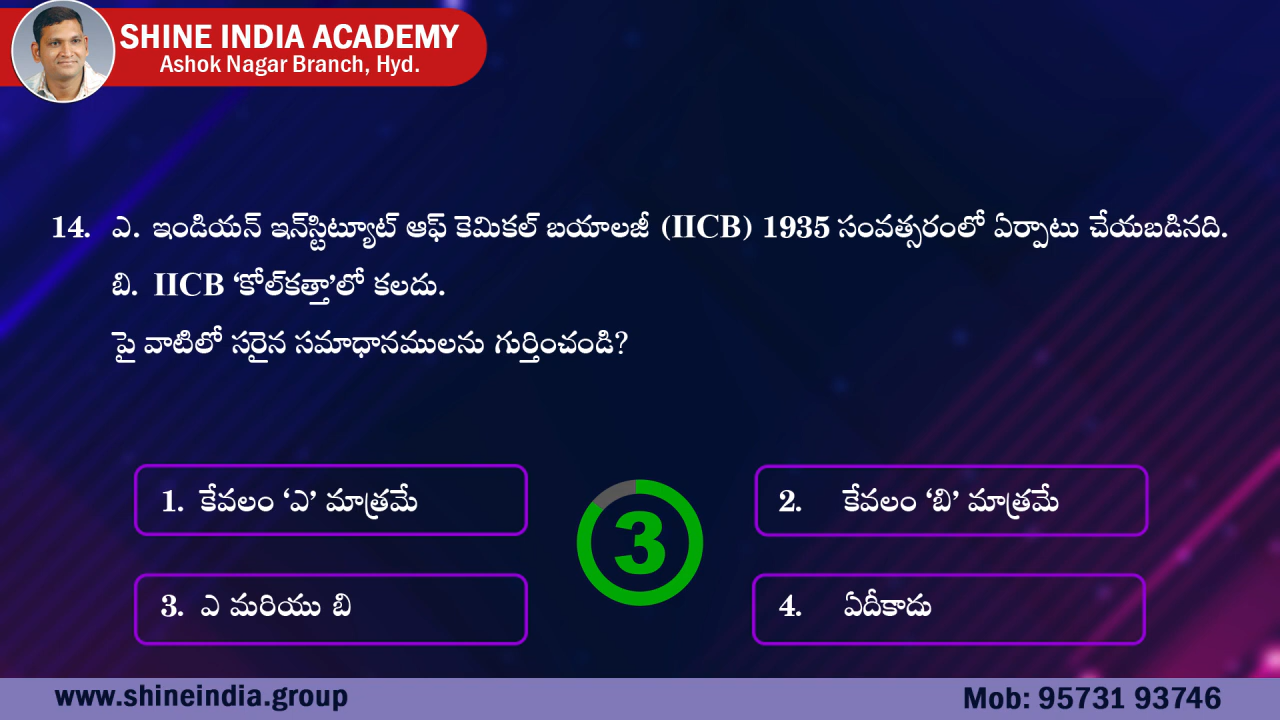 SHINE INDIA ACADEMY
Ashok Nagar Branch, Hyd.
14. ఎ. ఇండియన్ ఇన్‌స్టిట్యూట్ ఆఫ్ కెమికల్ బయాలజీ (IICB) 1935 సంవత్సరంలో ఏర్పాటు చేయబడినది.
బి. IICB ‘కోల్‌కత్తా’లో కలదు.
పై వాటిలో సరైన సమాధానములను గుర్తించండి?
1. కేవలం ‘ఎ’ మాత్రమే
2. కేవలం ‘బి’ మాత్రమే
3
3. ఎ మరియు బి
4. ఏదీకాదు
www.shineindia.group
Mob: 95731 93746